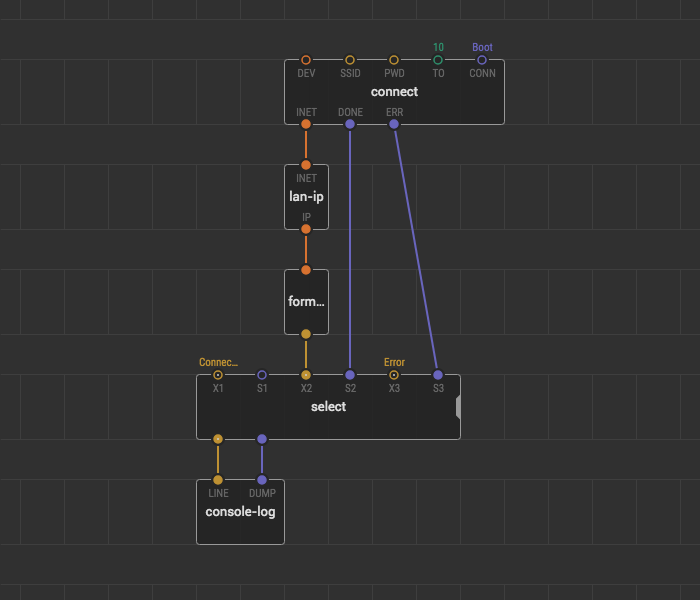 10 Boot
DEV SSID PWD TO CONN
connect
INET DONE ERR
INET
lan-ip
IP
form...
Connec... Error
X1 S1 X2 S2 X3 S3
select
LINE DUMP
console-log